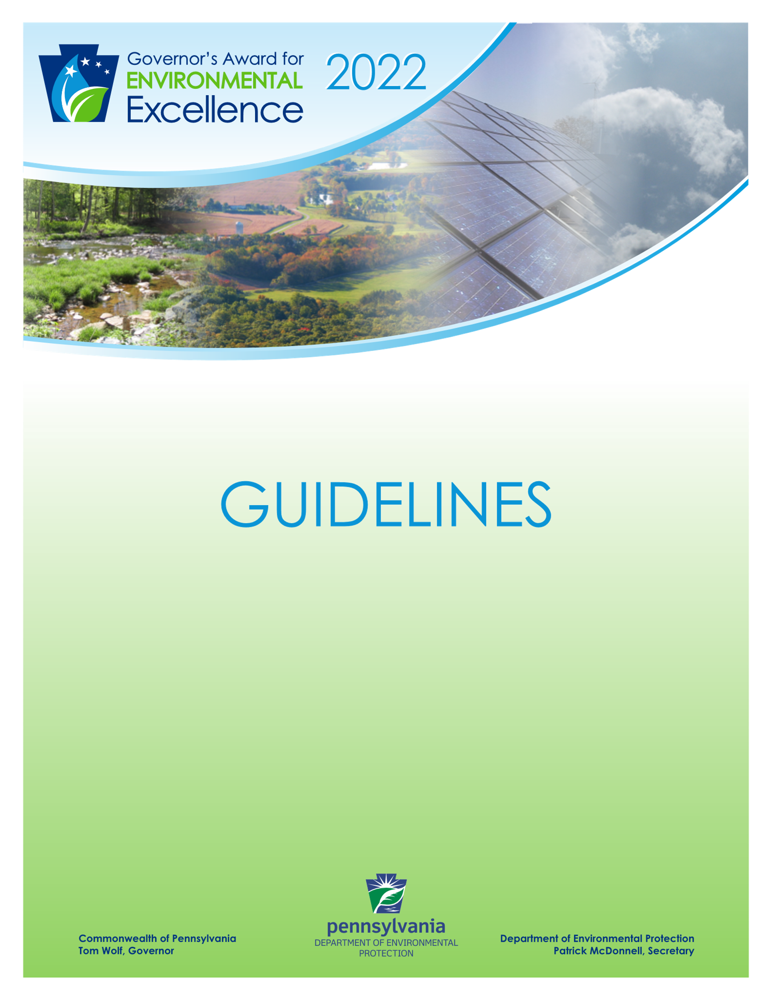 Governor's Award for
ENVIRONMENTAL
Excellence
2022
GUIDELINES
Commonwealth of Pennsylvania
Tom Wolf, Governor
pennsylvania
DEPARTMENT OF ENVIRONMENTAL
PROTECTION
Department of Environmental Protection
Patrick McDonnell, Secretary